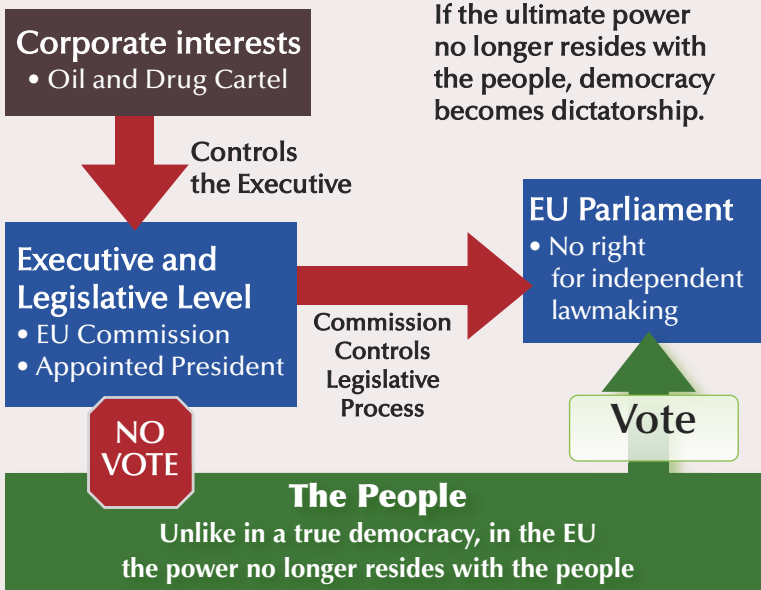 Corporate interests
• Oil and Drug Cartel
If the ultimate power
no longer resides with
the people, democracy
becomes dictatorship.
Controls
the Executive
Executive and
Legislative Level
• EU Commission
• Appointed President
Commission
Controls
Legislative
Process
EU Parliament
• No right
for independent
lawmaking
NO
VOTE
Vote
The People
Unlike in a true democracy, in the EU
the power no longer resides with the people